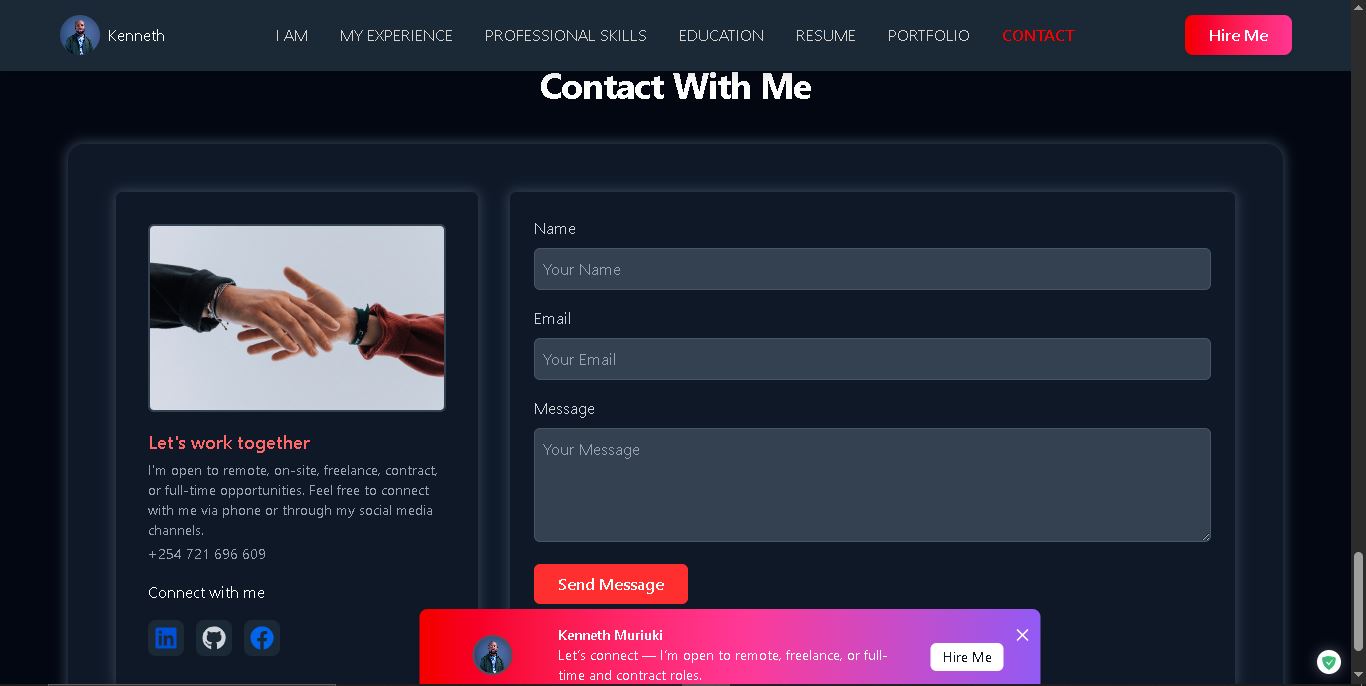 Kenneth
I AM
MY EXPERIENCE
PROFESSIONAL SKILLS
EDUCATION
RESUME
PORTFOLIO
CONTACT
Hire Me
Contact With Me
Let's work together
I'm open to remote, on-site, freelance, contract,
or full-time opportunities. Feel free to connect
with me via phone or through my social media
channels.
+254 721 696 609
Connect with me
Name
Your Name
Email
Your Email
Message
Your Message
Send Message
Kenneth Muriuki
Let's connect — I'm open to remote, freelance, or full-
time and contract roles.
Hire Me